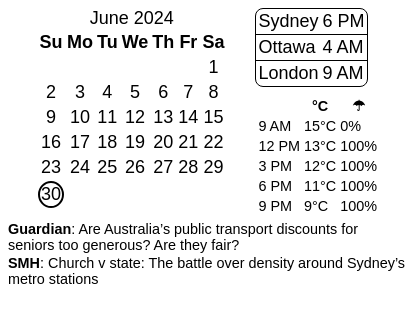 June 2024
Su Mo Tu We Th Fr Sa
1
2 3 4 5 6 7 8
9 10 11 12 13 14 15
16 17 18 19 20 21 22
23 24 25 26 27 28 29
30
Sydney 6 PM
Ottawa 4 AM
London 9 AM
°C ☂
9 AM 15°C 0%
12 PM 13°C 100%
3 PM 12°C 100%
6 PM 11°C 100%
9 PM 9°C 100%
Guardian: Are Australia’s public transport discounts for
seniors too generous? Are they fair?
SMH: Church v state: The battle over density around Sydney’s
metro stations